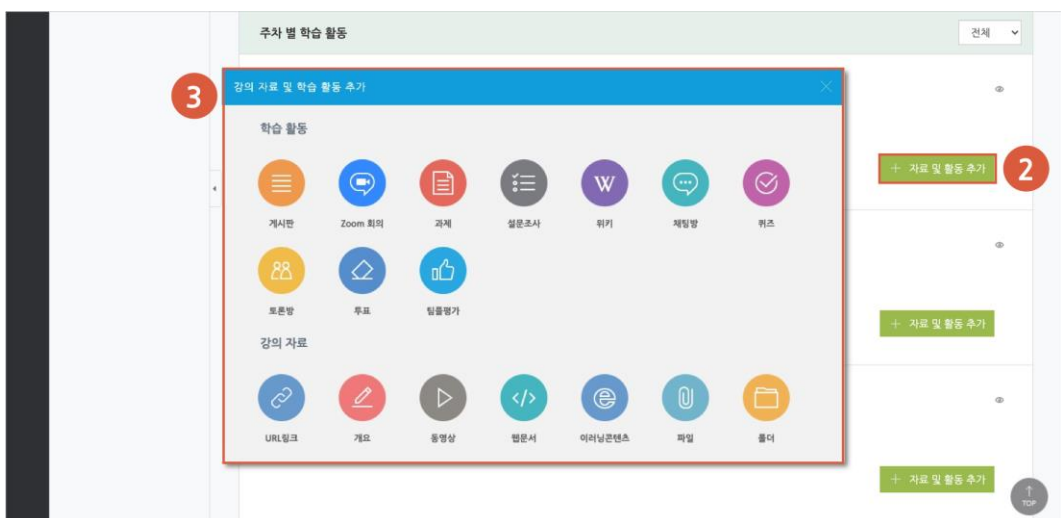 주차 별 학습 활동
전체
3
강의 자료 및 학습 활동 추가
학습 활동
+ 자료 및 활동 추가
2
게시판
Zoom 회의
과제
설문조사
W
위키
채팅방
퀴즈
토론방
투표
팀플평가
+ 자료 및 활동 추가
강의 자료
</>
e
URL링크
개요
동영상
웹문서
이러닝콘텐츠
파일
폴더
+ 자료 및 활동 추가
TOP